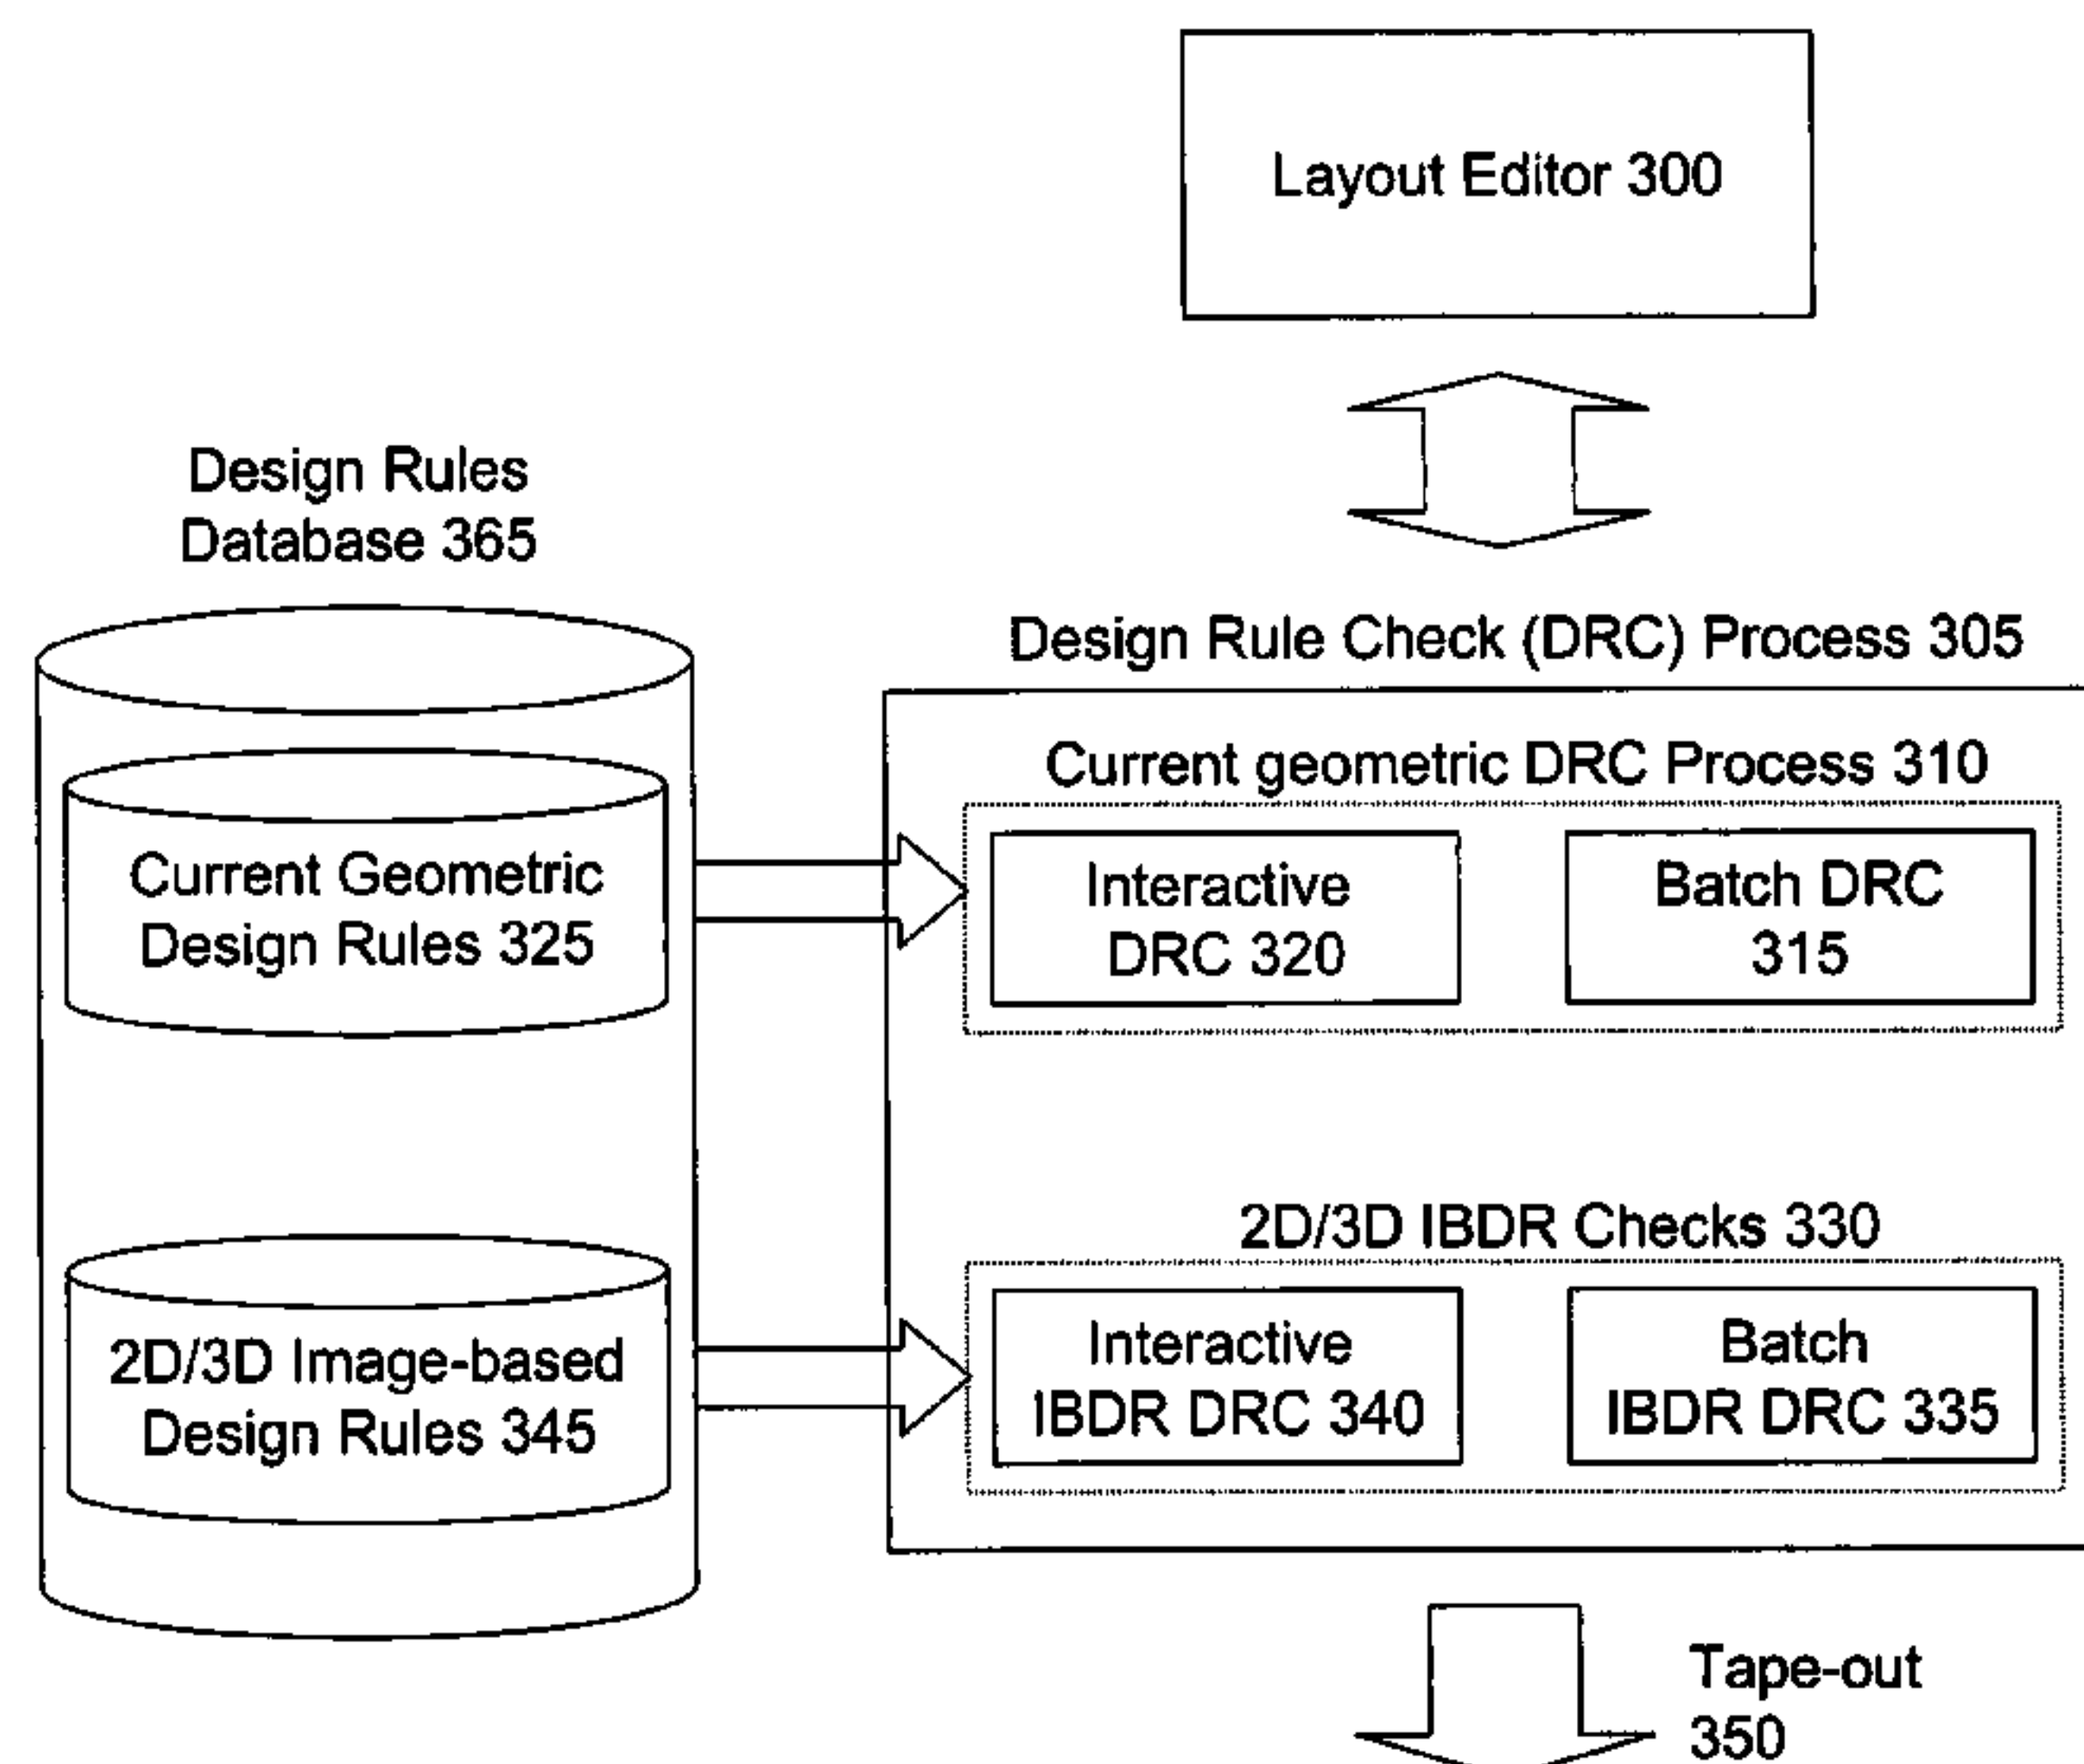 Layout Editor 300
Design Rules
Database 365
Design Rule Check (DRC) Process 305
Current geometric DRC Process 310
Current Geometric
Design Rules 325
Interactive
DRC 320
Batch DRC
315
2D/3D IBDR Checks 330
2D/3D Image-based
Design Rules 345
Interactive
IBDR DRC 340
Batch
IBDR DRC 335
Tape-out
350